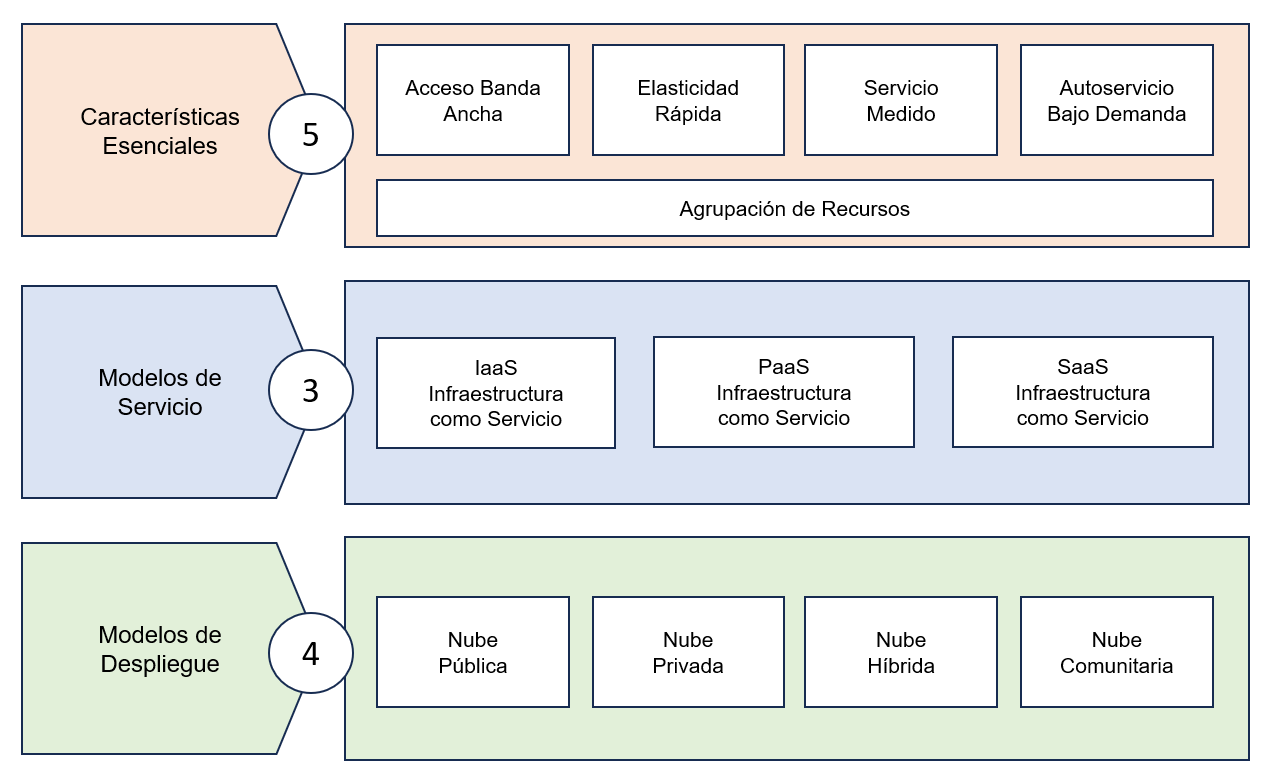 Características
Esenciales
5
Acceso Banda
Ancha
Elasticidad
Rápida
Servicio
Medido
Autoservicio
Bajo Demanda
Agrupación de Recursos
Modelos de
Servicio
3
IaaS
Infraestructura
como Servicio
PaaS
Infraestructura
como Servicio
SaaS
Infraestructura
como Servicio
Modelos de
Despliegue
4
Nube
Pública
Nube
Privada
Nube
Híbrida
Nube
Comunitaria